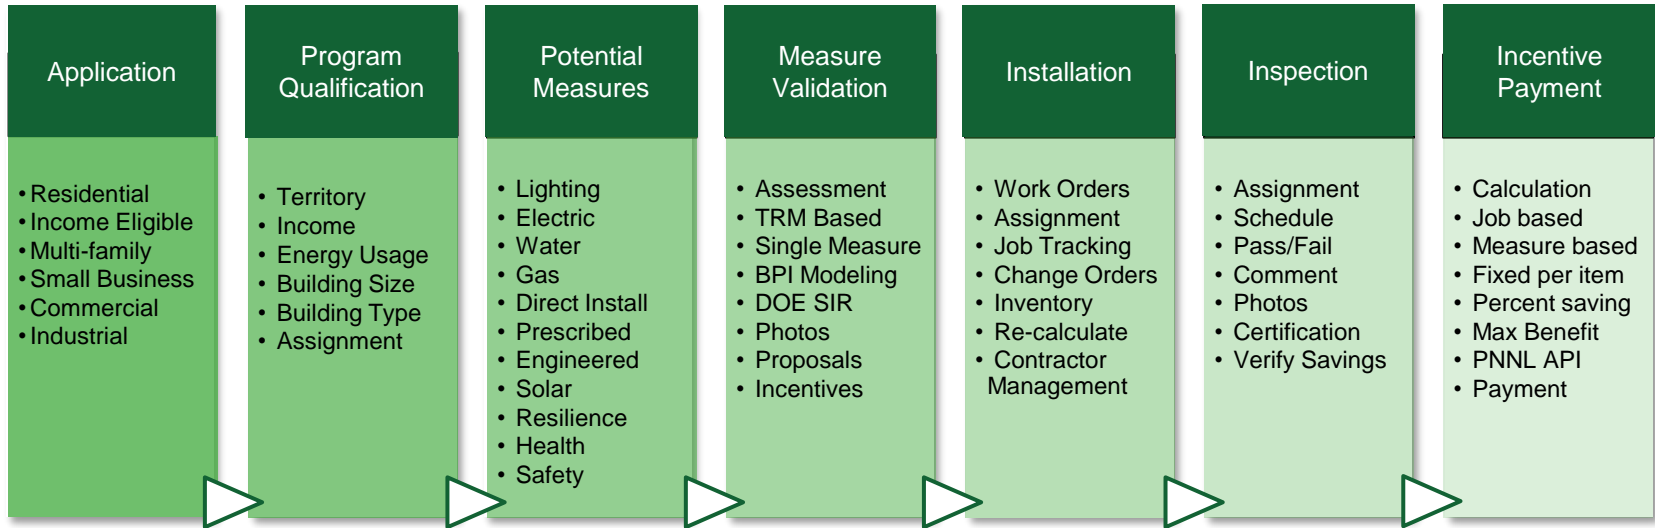 Application
• Residential
• Income Eligible
• Multi-family
• Small Business
• Commercial
• Industrial
Program
Qualification
• Territory
• Income
• Energy Usage
• Building Size
• Building Type
• Assignment
Potential
Measures
• Lighting
• Electric
• Water
• Gas
• Direct Install
• Prescribed
• Engineered
• Solar
• Resilience
• Health
• Safety
Measure
Validation
• Assessment
• TRM Based
• Single Measure
• BPI Modeling
• DOE SIR
• Photos
• Proposals
• Incentives
Installation
• Work Orders
• Assignment
• Job Tracking
• Change Orders
• Inventory
• Re-calculate
• Contractor
Management
Inspection
• Assignment
• Schedule
• Pass/Fail
• Comment
• Photos
• Certification
• Verify Savings
Incentive
Payment
• Calculation
• Job based
• Measure based
• Fixed per item
• Percent saving
• Max Benefit
• PNNL API
• Payment